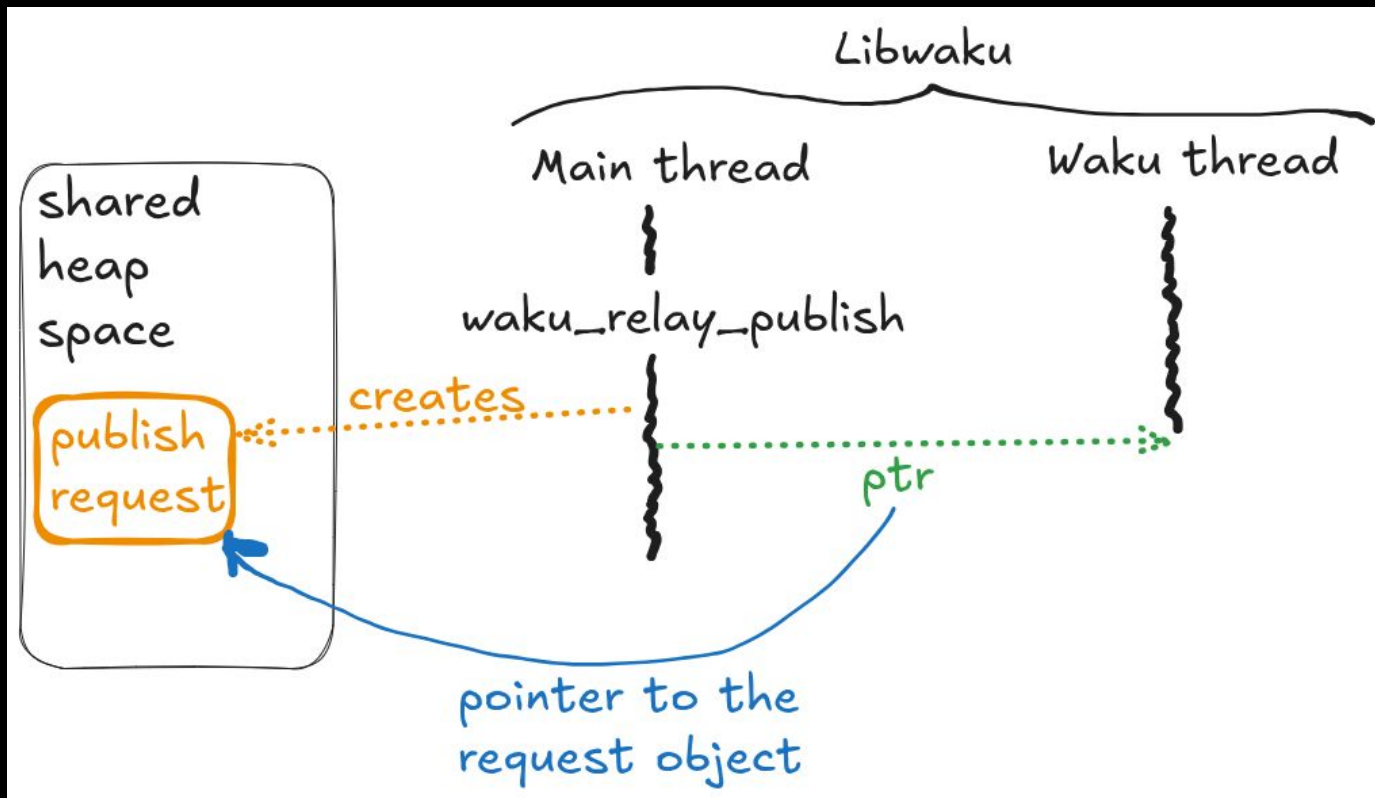 Libwaku
Main thread
Waku thread
shared
heap
space
waku_relay_publish
creates
publish
request
ptr
pointer to the
request object